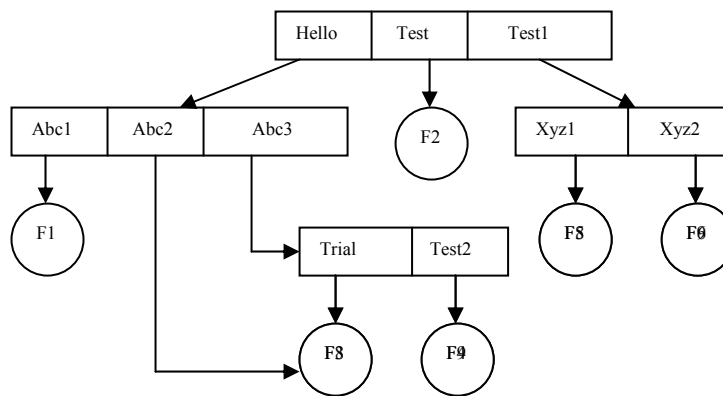 Hello Test Test1
Abc1 Abc2 Abc3
F2
Xyz1 Xyz2
F1
Trial Test2